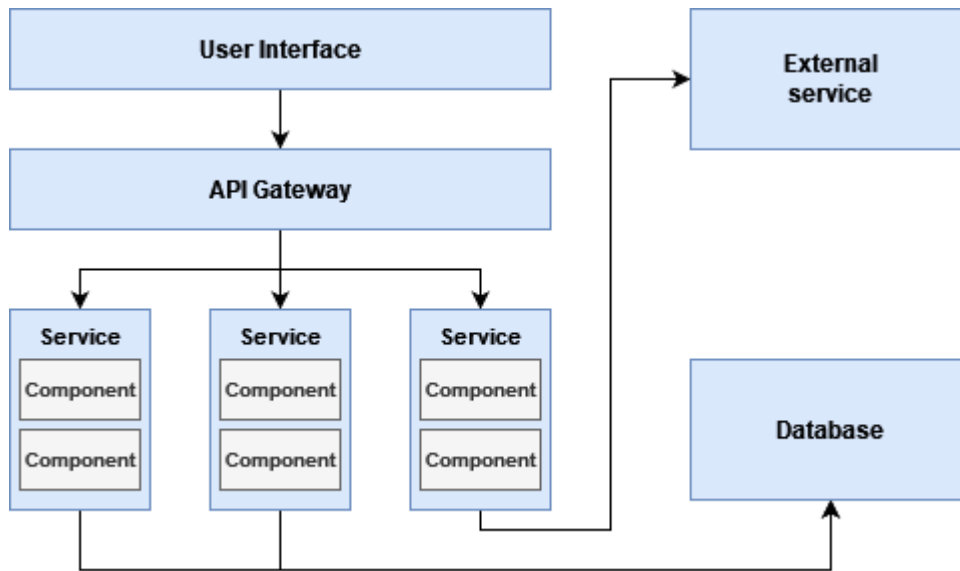 User Interface
External
service
API Gateway
Service
Service
Service
Component
Component
Component
Component
Component
Component
Database